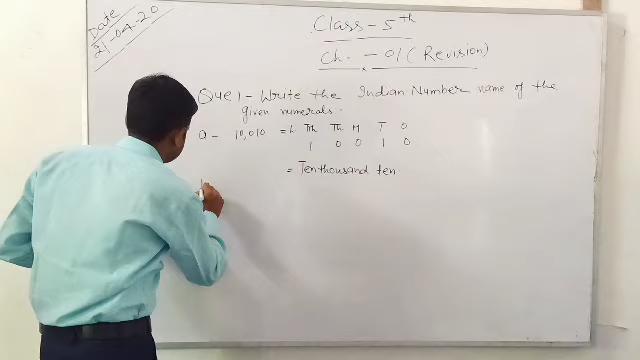 Date
21-04-20
Class - 5th
Ch. - 01 (Revision)
Que 1 - Write the Indian Number name of the
given numerals.
a - 10,010 = t Th Th H T O
1 0 0 1 0
= Ten thousand ten